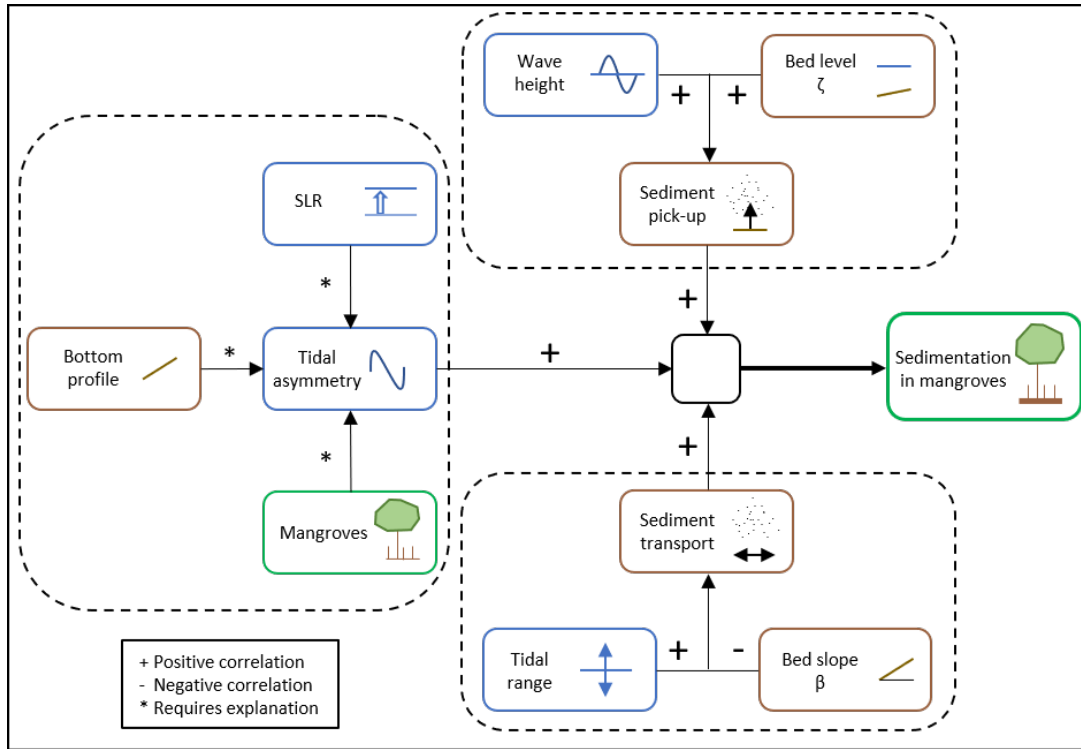 Wave
height
+
+
Bed level
ζ
SLR
Sediment
pick-up
*
+
Bottom
profile
*
Tidal
asymmetry
+
Sedimentation
in mangroves
*
+
Mangroves
Sediment
transport
Tidal
range
+
-
Bed slope
β
+ Positive correlation
- Negative correlation
* Requires explanation